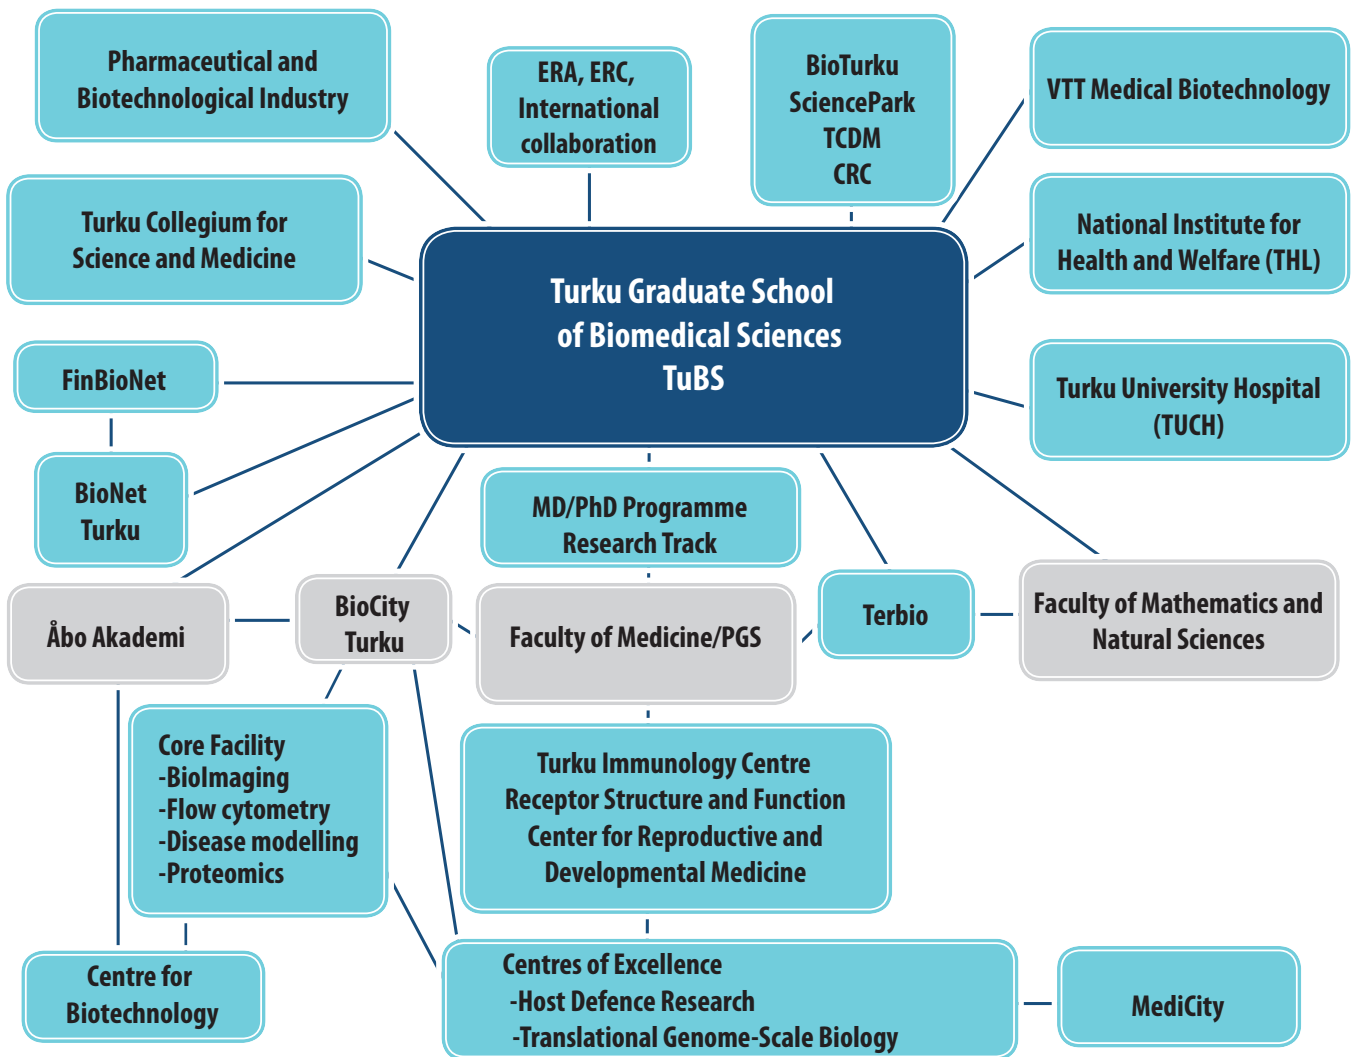 Pharmaceutical and
Biotechnological Industry
ERA, ERC,
International
collaboration
BioTurku
SciencePark
TCDM
CRC
VTT Medical Biotechnology
Turku Collegium for
Science and Medicine
National Institute for
Health and Welfare (THL)
Turku Graduate School
of Biomedical Sciences
TuBS
FinBioNet
Turku University Hospital
(TUCH)
BioNet
Turku
MD/PhD Programme
Research Track
Åbo Akademi
BioCity
Turku
Faculty of Medicine/PGS
Terbio
Faculty of Mathematics and
Natural Sciences
Core Facility
-BioImaging
-Flow cytometry
-Disease modelling
-Proteomics
Turku Immunology Centre
Receptor Structure and Function
Center for Reproductive and
Developmental Medicine
Centre for
Biotechnology
Centres of Excellence
-Host Defence Research
-Translational Genome-Scale Biology
MediCity